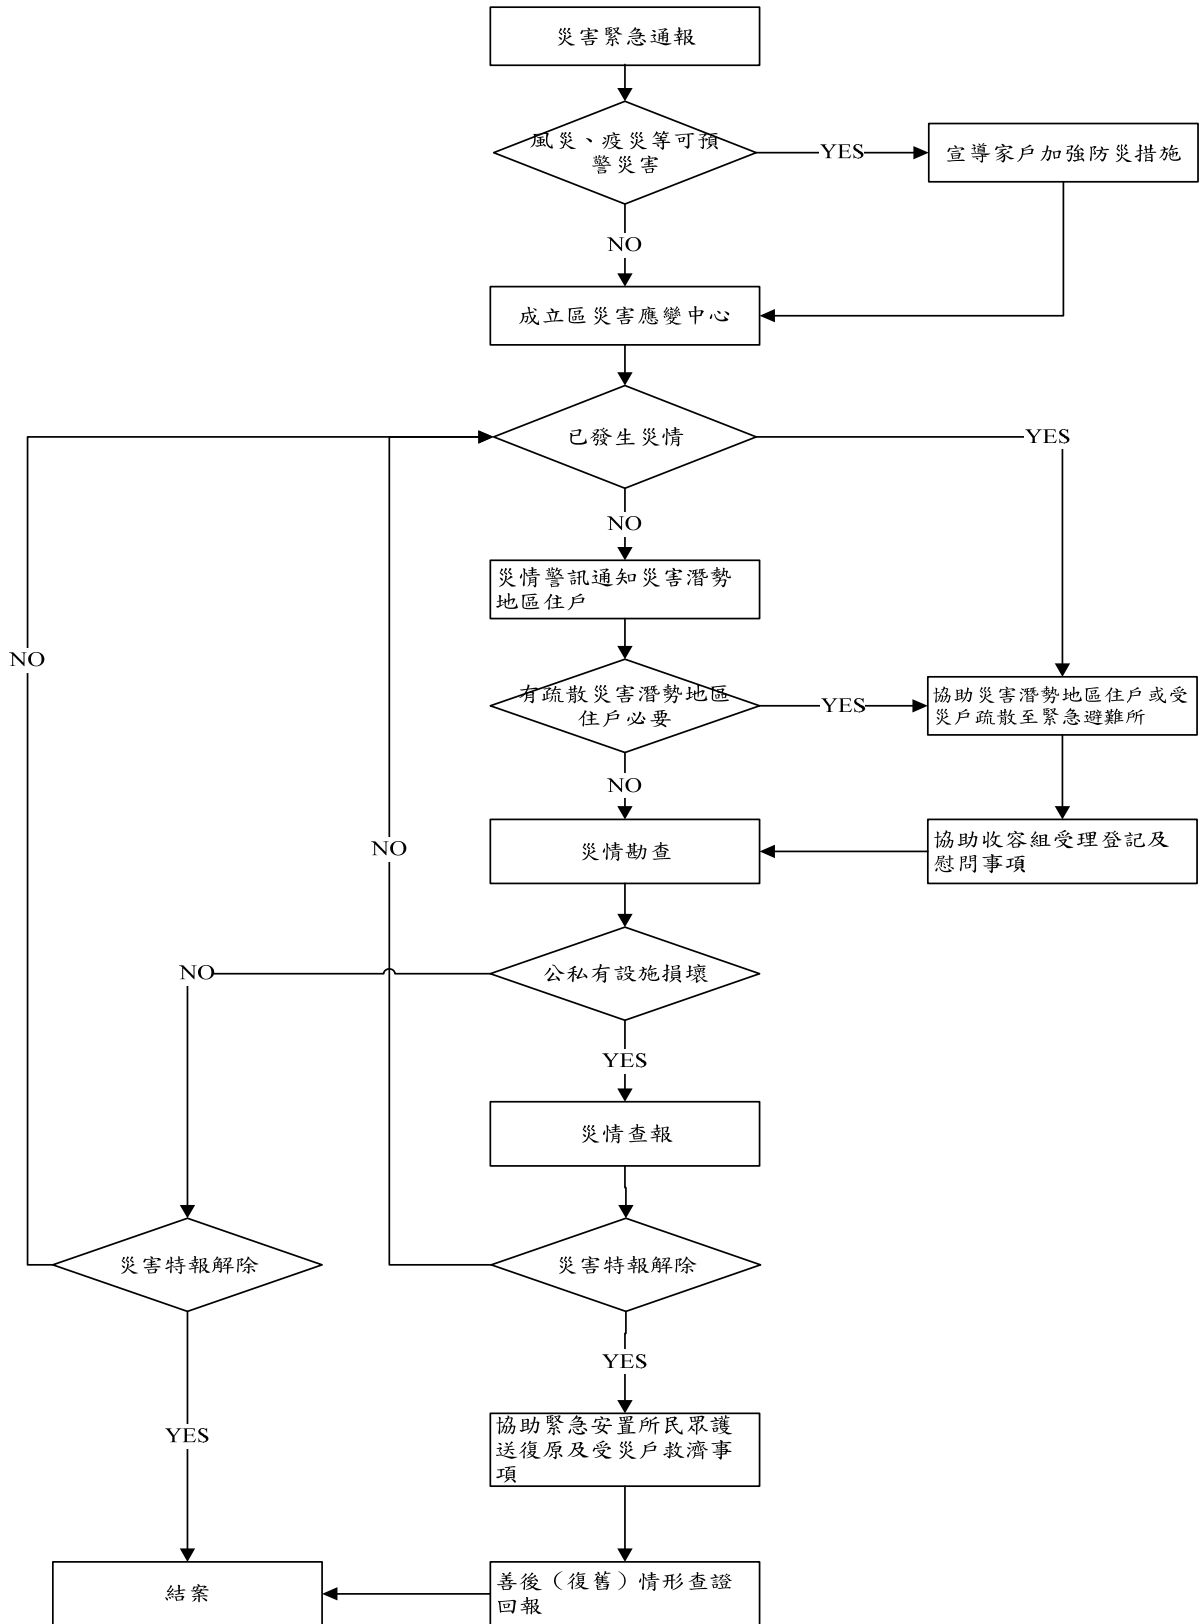 災害緊急通報
風災、疫災等可預
警災害
YES
宣導家戶加強防災措施
NO
成立區災害應變中心
已發生災情
YES
NO
災情警訊通知災害潛勢
地區住戶
NO
有疏散災害潛勢地區
住戶必要
YES
協助災害潛勢地區住戶或受
災戶疏散至緊急避難所
NO
災情勘查
協助收容組受理登記及
慰問事項
NO
公私有設施損壞
NO
YES
災情查報
災害特報解除
災害特報解除
YES
YES
協助緊急安置所民眾護
送復原及受災戶救濟事
項
結案
善後（復舊）情形查證
回報